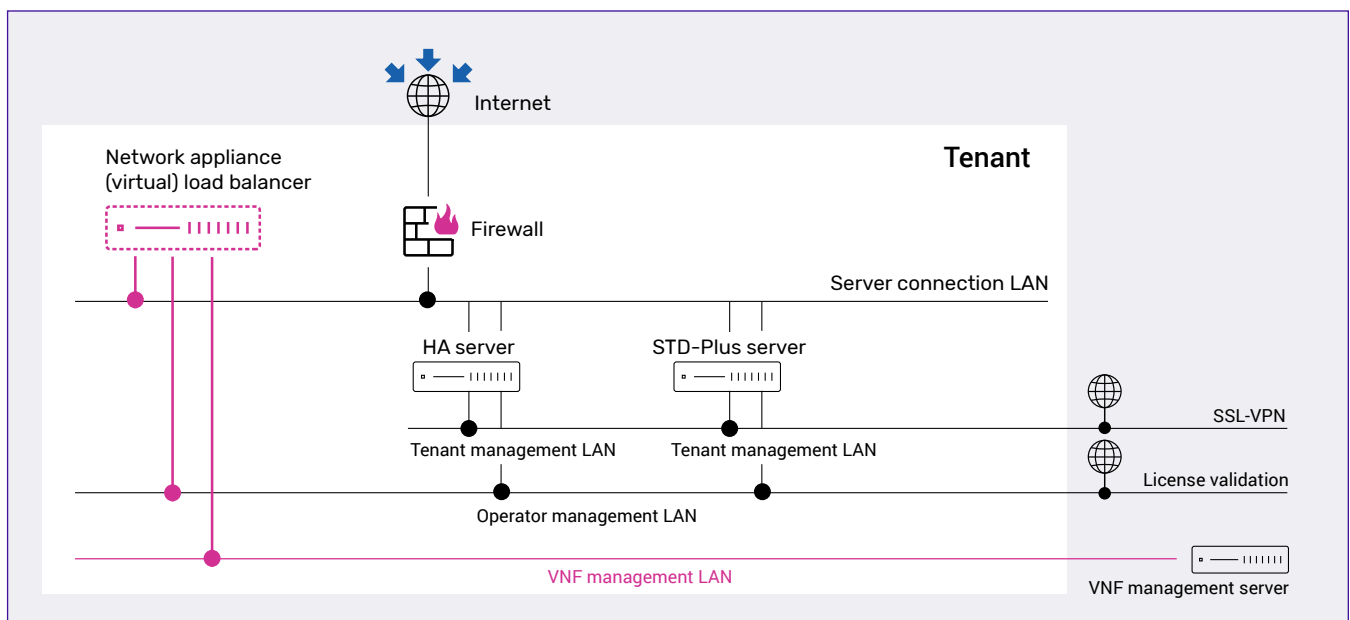 Internet
Tenant
Network appliance
(virtual) load balancer
Firewall
Server connection LAN
HA server
STD-Plus server
SSL-VPN
Tenant management LAN
Tenant management LAN
License validation
Operator management LAN
VNF management LAN
VNF management server